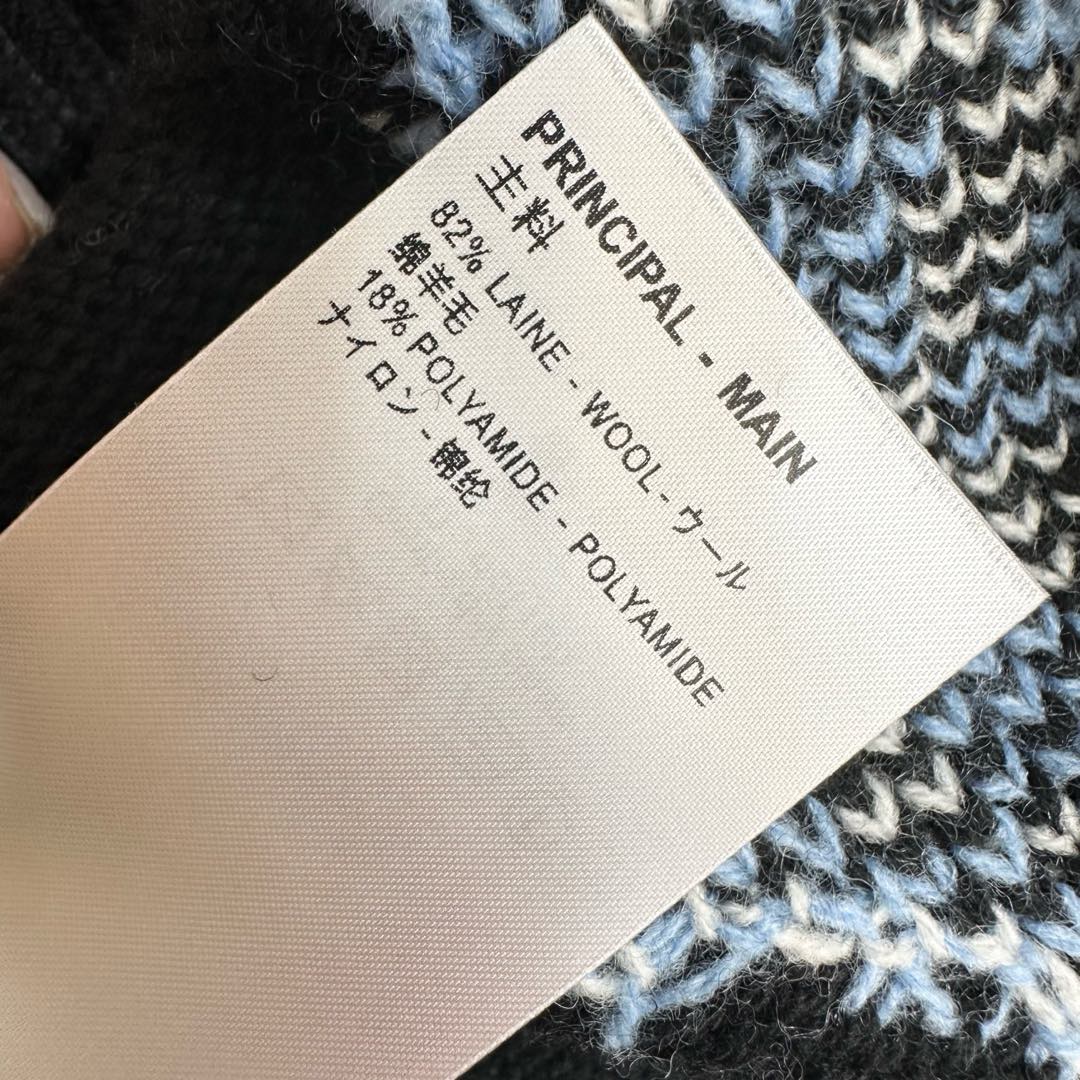 PRINCIPAL - MAIN
主料
82% LAINE - WOOL - ウール
绵羊毛
18% POLYAMIDE - POLYAMIDE
ナイロン - 锦纶